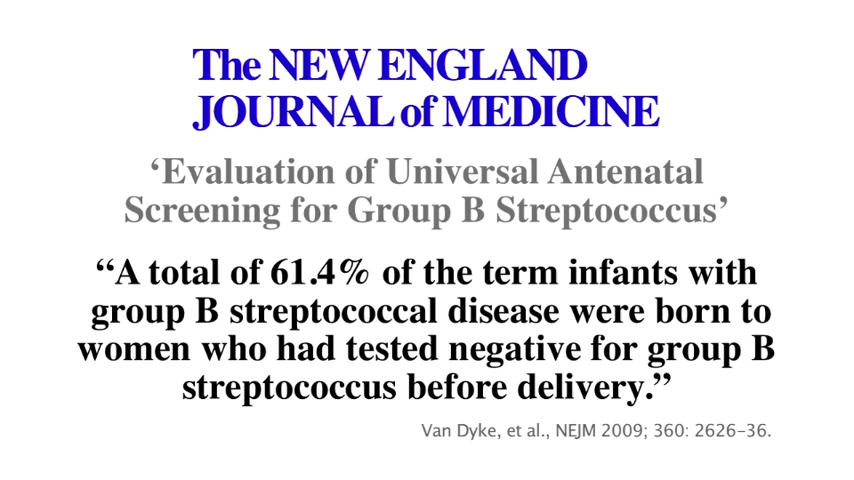 The NEW ENGLAND
JOURNAL of MEDICINE
‘Evaluation of Universal Antenatal
Screening for Group B Streptococcus’
“A total of 61.4% of the term infants with
group B streptococcal disease were born to
women who had tested negative for group B
streptococcus before delivery.”
Van Dyke, et al., NEJM 2009; 360: 2626-36.